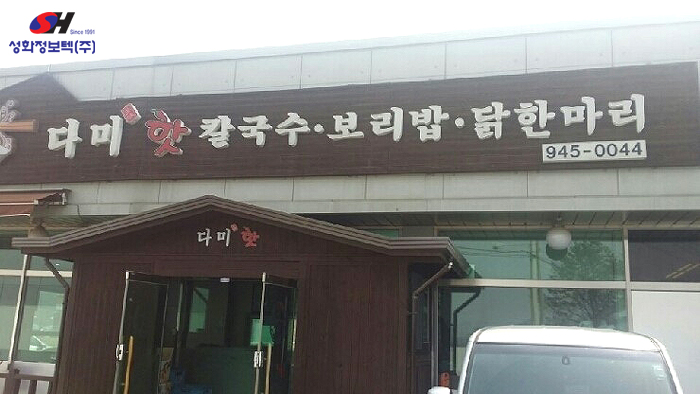 SH
Since 1991
성화정보텍(주)
다미 핫 칼국수·보리밥·닭한마리
945-0044
다미 핫